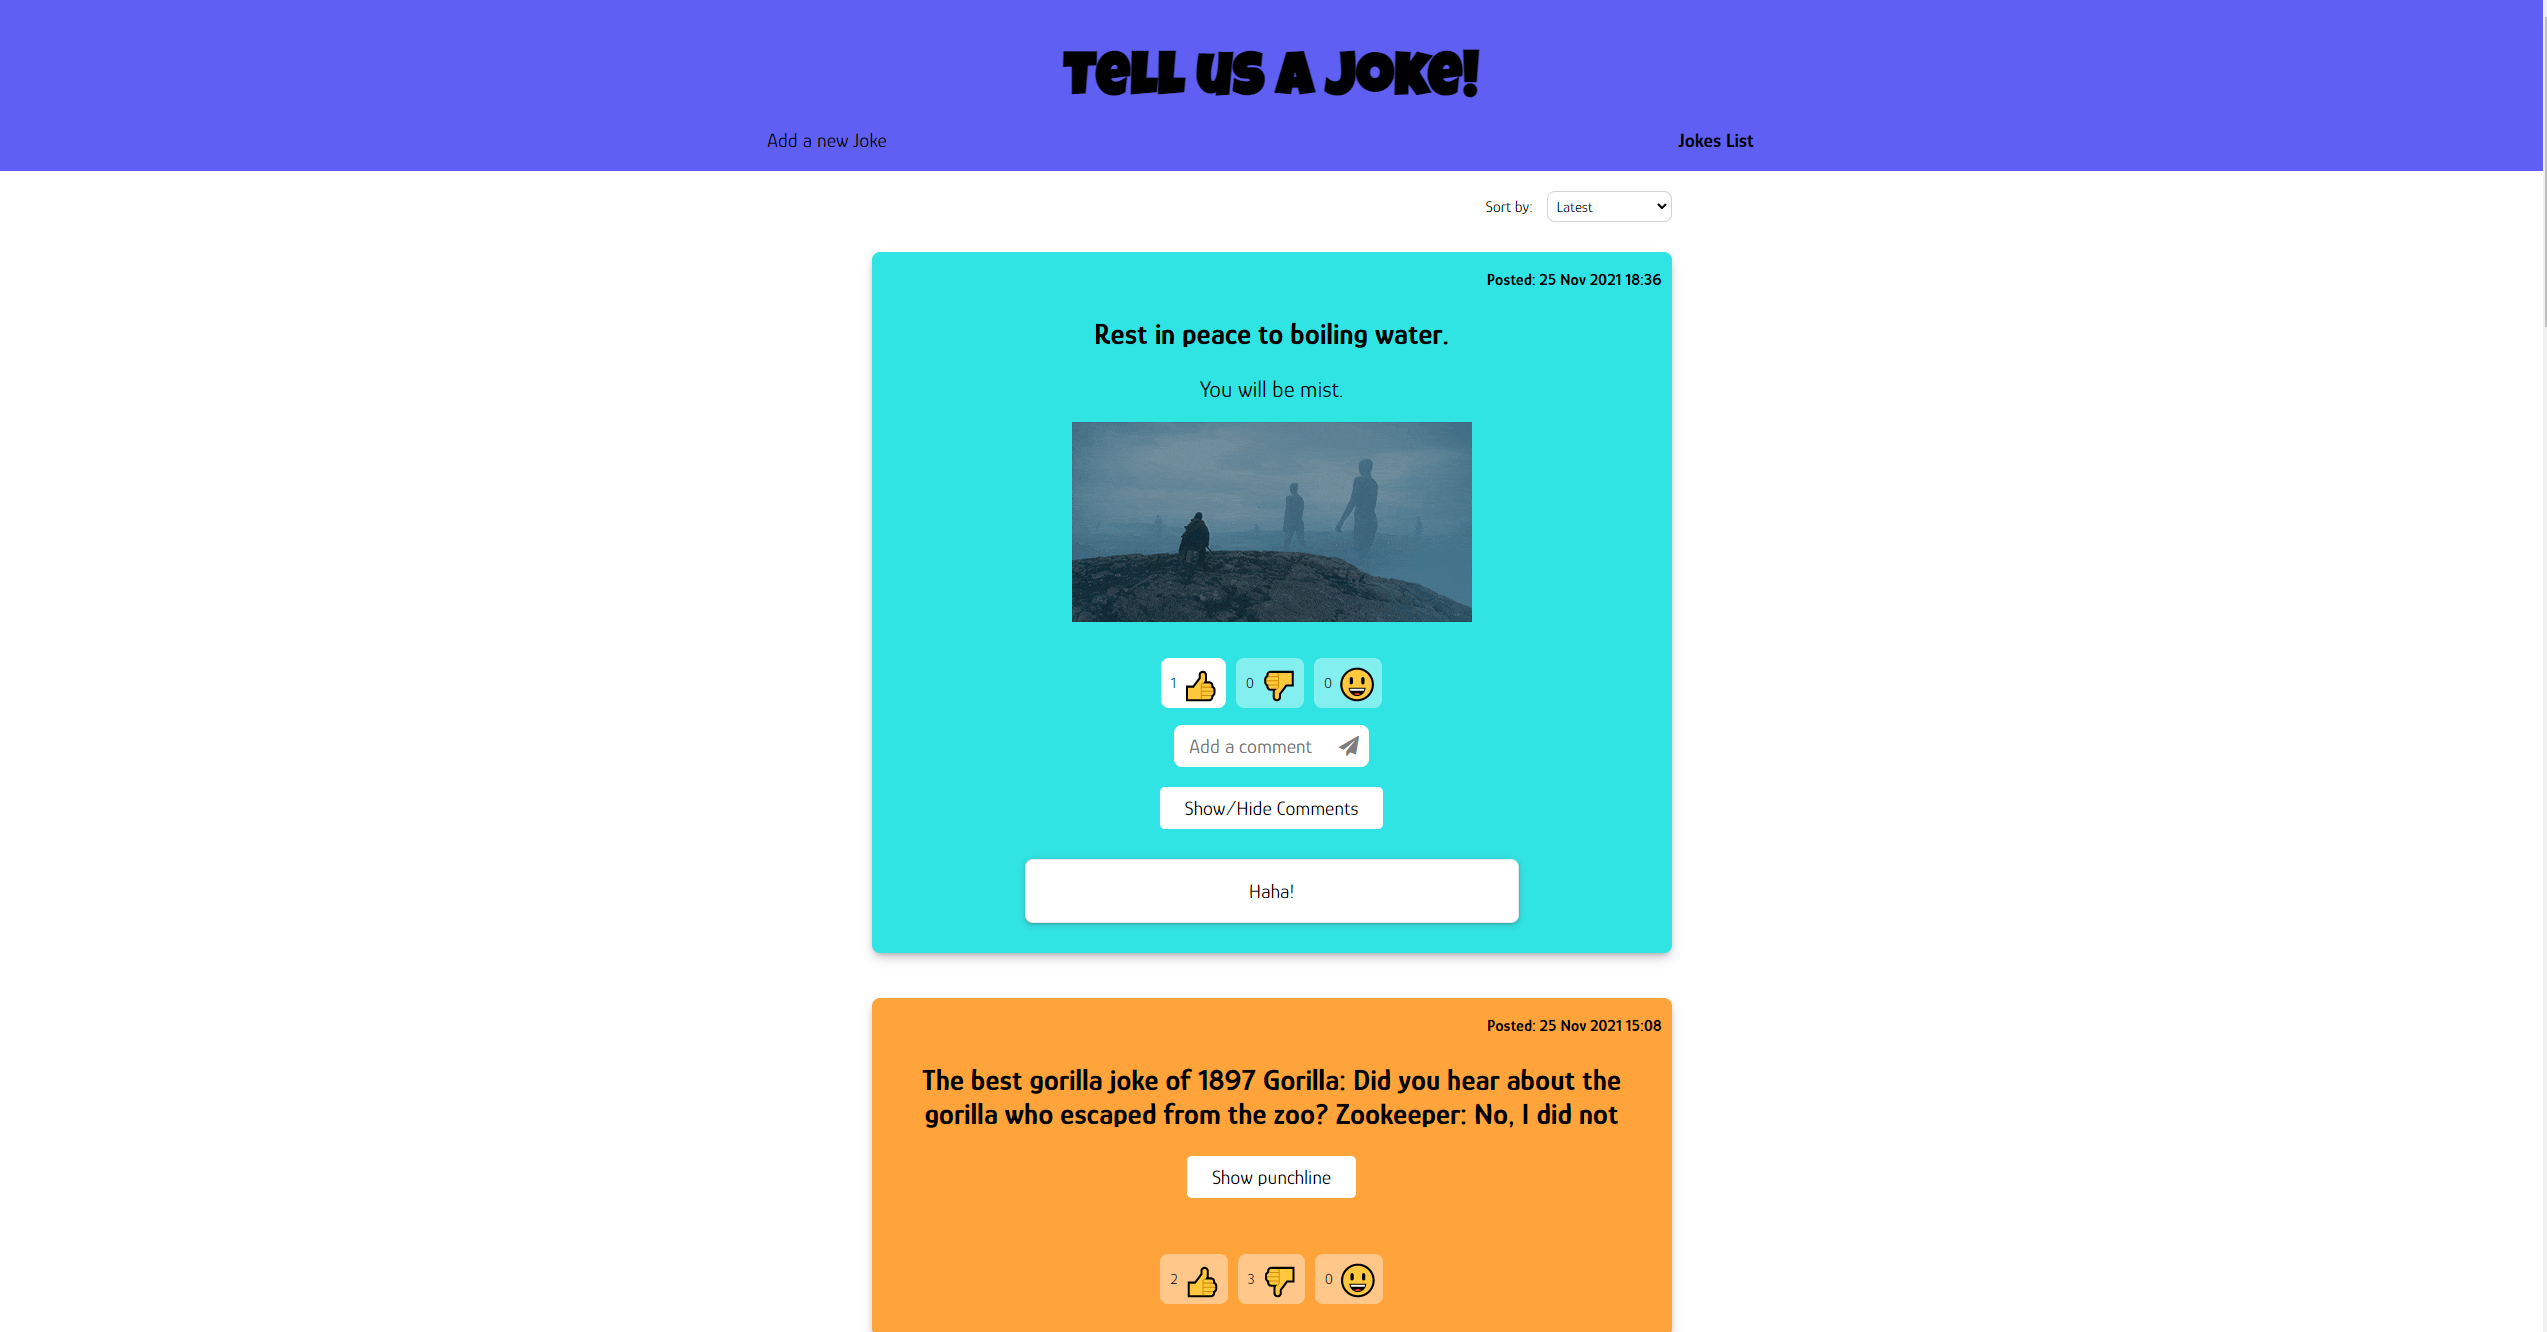 Tell us a Joke!
Add a new Joke
Jokes List
Sort by: Latest
Posted: 25 Nov 2021 18:36
Rest in peace to boiling water.
You will be mist.
1 0 0
Add a comment
Show/Hide Comments
Haha!
Posted: 25 Nov 2021 15:08
The best gorilla joke of 1897 Gorilla: Did you hear about the
gorilla who escaped from the zoo? Zookeeper: No, I did not
Show punchline
2 3 0